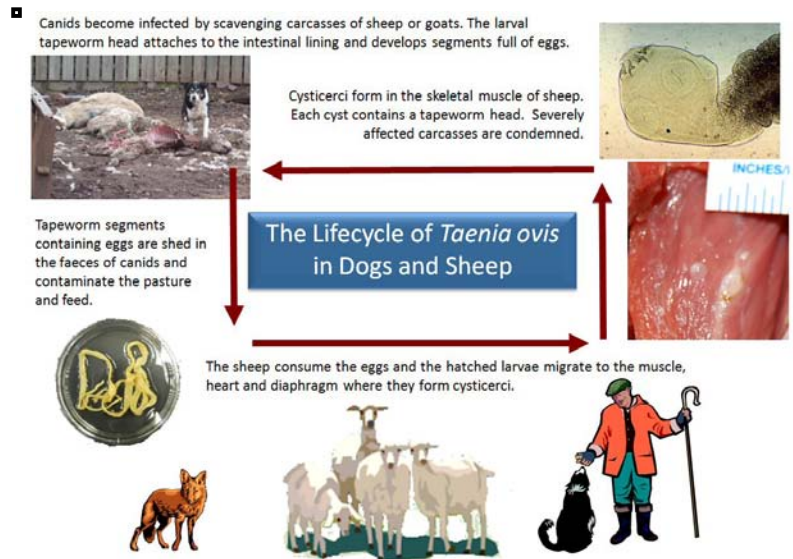 Canids become infected by scavenging carcasses of sheep or goats. The larval
tapeworm head attaches to the intestinal lining and develops segments full of eggs.
Cysticerci form in the skeletal muscle of sheep.
Each cyst contains a tapeworm head.  Severely
affected carcasses are condemned.
INCHES/1
Tapeworm segments
containing eggs are shed in
the faeces of canids and
contaminate the pasture
and feed.
The Lifecycle of Taenia ovis
in Dogs and Sheep
The sheep consume the eggs and the hatched larvae migrate to the muscle,
heart and diaphragm where they form cysticerci.